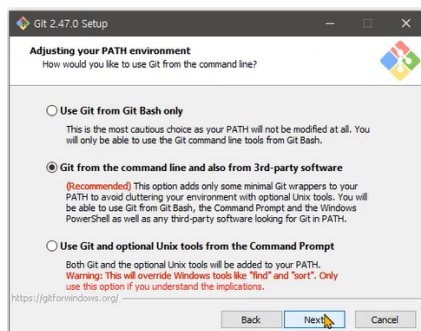 Git 2.47.0 Setup
Adjusting your PATH environment
How would you like to use Git from the command line?
Use Git from Git Bash only
This is the most cautious choice as your PATH will not be modified at all. You
will only be able to use the Git command line tools from Git Bash.
Git from the command line and also from 3rd-party software
(Recommended) This option adds only some minimal Git wrappers to your
PATH to avoid cluttering your environment with optional Unix tools. You will
be able to use Git from Git Bash, the Command Prompt and the Windows
PowerShell as well as any third-party software looking for Git in PATH.
Use Git and optional Unix tools from the Command Prompt
Both Git and the optional Unix tools will be added to your PATH.
Warning: This will override Windows tools like "find" and "sort". Only
use this option if you understand the implications.
https://gitforwindows.org/
Back Next Cancel